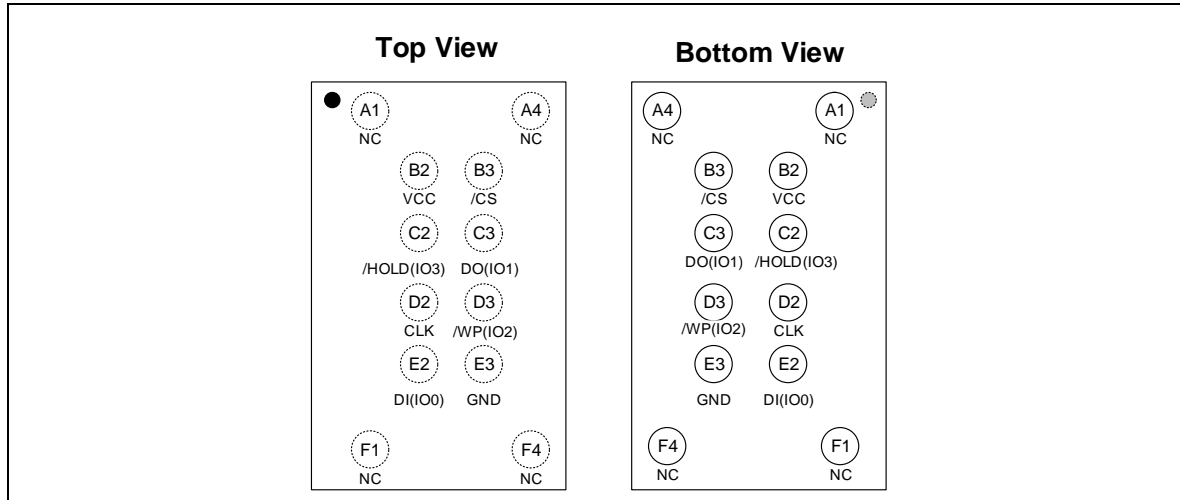 Top View
A1 A4
NC NC
B2 B3
VCC /CS
C2 C3
/HOLD(IO3) DO(IO1)
D2 D3
CLK /WP(IO2)
E2 E3
DI(IO0) GND
F1 F4
NC NC
Bottom View
A4 A1
NC NC
B3 B2
/CS VCC
C3 C2
DO(IO1) /HOLD(IO3)
D3 D2
/WP(IO2) CLK
E3 E2
GND DI(IO0)
F4 F1
NC NC